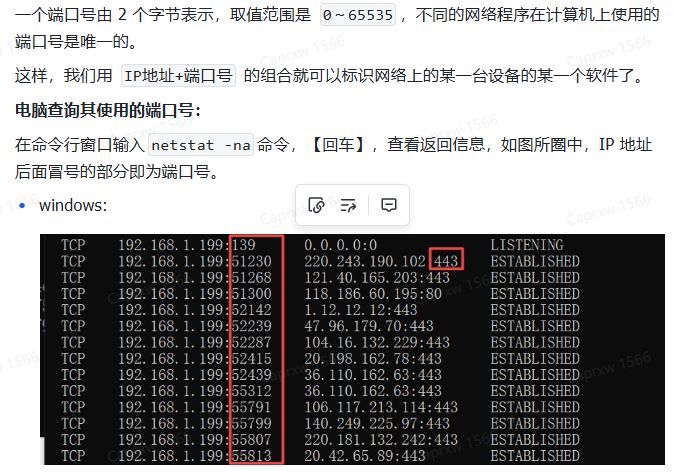 一个端口号由 2 个字节表示，取值范围是 0～65535 ，不同的网络程序在计算机上使用的
端口号是唯一的。
这样，我们用 IP地址+端口号 的组合就可以标识网络上的某一台设备的某一个软件了。
电脑查询其使用的端口号：
在命令行窗口输入 netstat -na 命令，【回车】，查看返回信息，如图所圈中，IP 地址
后面冒号的部分即为端口号。
windows:
TCP 192.168.1.199:139 0.0.0.0:0 LISTENING
TCP 192.168.1.199:51230 220.243.190.102:443 ESTABLISHED
TCP 192.168.1.199:51268 121.40.165.203:443 ESTABLISHED
TCP 192.168.1.199:51300 118.186.60.195:80 ESTABLISHED
TCP 192.168.1.199:52142 1.12.12.12:443 ESTABLISHED
TCP 192.168.1.199:52239 47.96.179.70:443 ESTABLISHED
TCP 192.168.1.199:52287 104.16.132.229:443 ESTABLISHED
TCP 192.168.1.199:52415 20.198.162.78:443 ESTABLISHED
TCP 192.168.1.199:52439 36.110.162.63:443 ESTABLISHED
TCP 192.168.1.199:55312 36.110.162.63:443 ESTABLISHED
TCP 192.168.1.199:55791 106.117.213.114:443 ESTABLISHED
TCP 192.168.1.199:55799 140.249.225.97:443 ESTABLISHED
TCP 192.168.1.199:55807 220.181.132.242:443 ESTABLISHED
TCP 192.168.1.199:55813 20.42.65.89:443 ESTABLISHED
Caprxw 1566